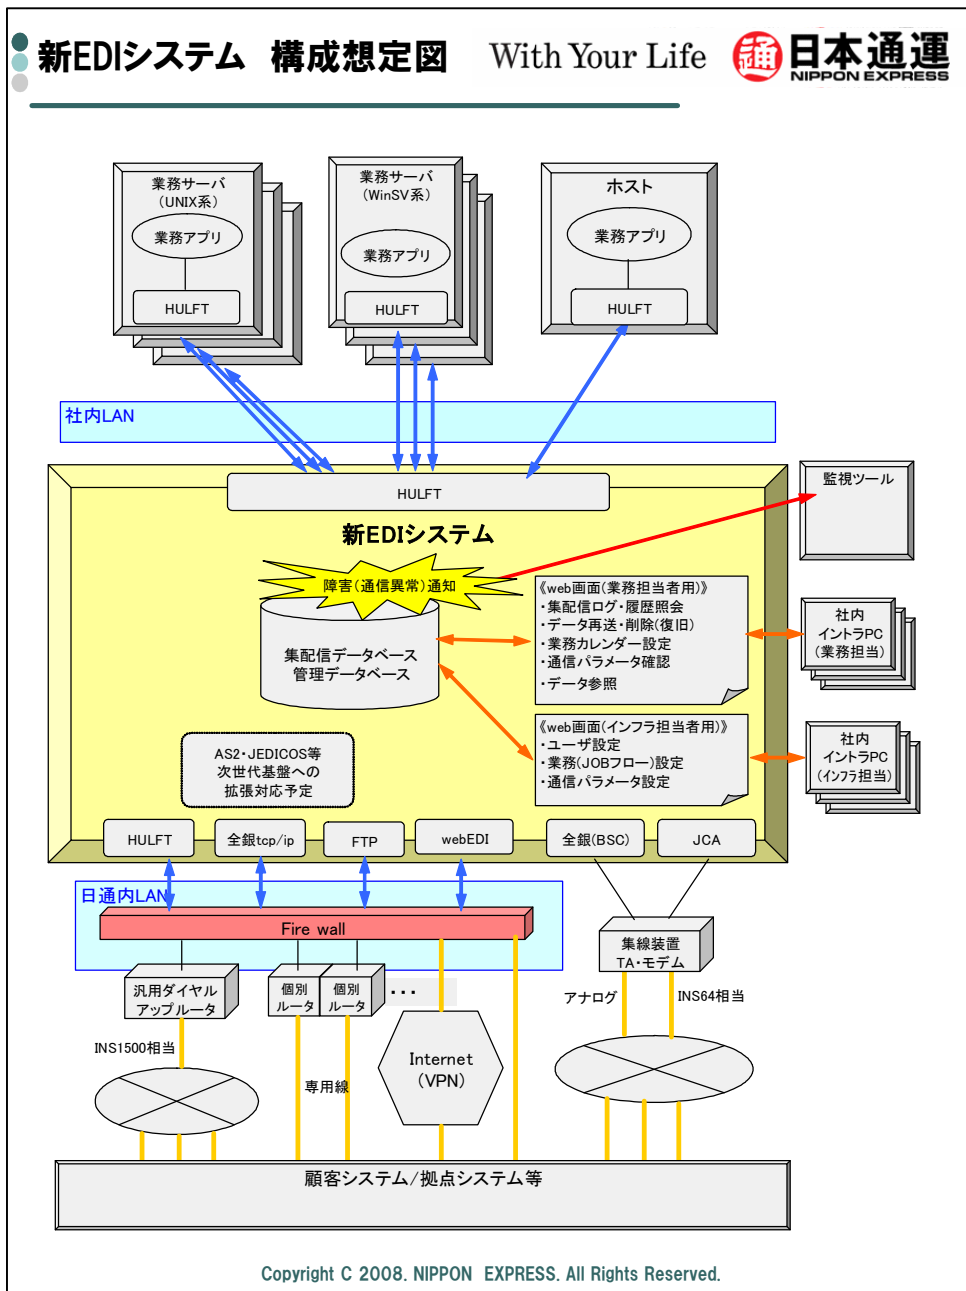 新EDIシステム 構成想定図
With Your Life
通
日本通運
NIPPON EXPRESS
業務サーバ
(UNIX系)
業務アプリ
HULFT
業務サーバ
(WinSV系)
業務アプリ
HULFT
ホスト
業務アプリ
HULFT
社内LAN
HULFT
新EDIシステム
監視ツール
障害(通信異常)通知
集配信データベース
管理データベース
《web画面(業務担当者用)》
・集配信ログ・履歴照会
・データ再送・削除(復旧)
・業務カレンダー設定
・通信パラメータ確認
・データ参照
社内
イントラPC
(業務担当)
《web画面(インフラ担当者用)》
・ユーザ設定
・業務(JOBフロー)設定
・通信パラメータ設定
社内
イントラPC
(インフラ担当)
AS2・JEDICOS等
次世代基盤への
拡張対応予定
HULFT
全銀tcp/ip
FTP
webEDI
全銀(BSC)
JCA
日通内LAN
Fire wall
集線装置
TA・モデム
汎用ダイヤル
アップルータ
個別
ルータ
個別
ルータ
・・・
アナログ
INS64相当
INS1500相当
専用線
Internet
(VPN)
顧客システム/拠点システム等
Copyright C 2008. NIPPON EXPRESS. All Rights Reserved.